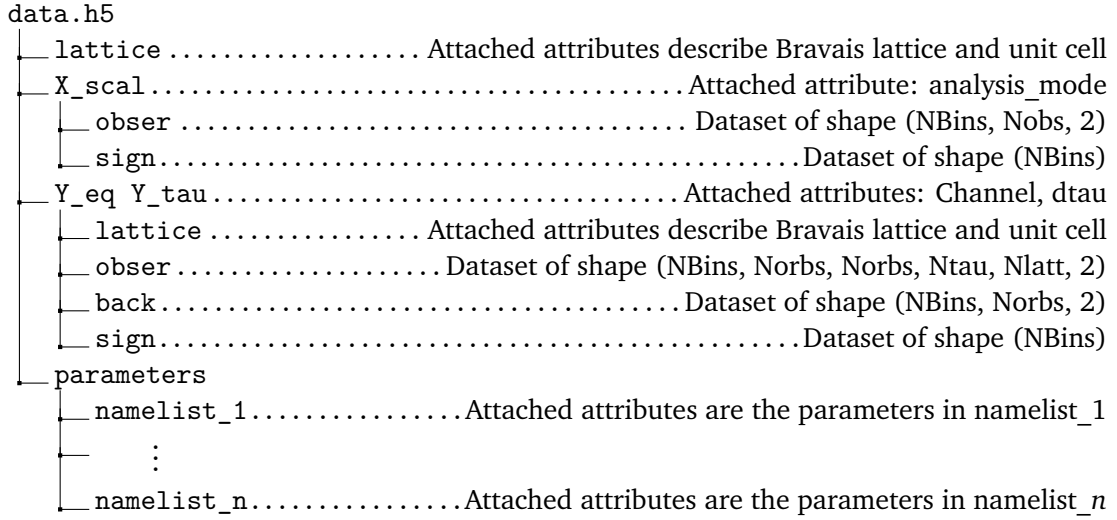 data.h5
lattice ................... Attached attributes describe Bravais lattice and unit cell
X_scal ........................................ Attached attribute: analysis_mode
obser ...................................... Dataset of shape (NBins, Nobs, 2)
sign ................................................ Dataset of shape (NBins)
Y_eq Y_tau ................................... Attached attributes: Channel, dtau
lattice ................ Attached attributes describe Bravais lattice and unit cell
obser .................... Dataset of shape (NBins, Norbs, Norbs, Ntau, Nlatt, 2)
back ....................................... Dataset of shape (NBins, Norbs, 2)
sign ................................................ Dataset of shape (NBins)
parameters
namelist_1 ................ Attached attributes are the parameters in namelist_1
⋮
namelist_n ................ Attached attributes are the parameters in namelist_n